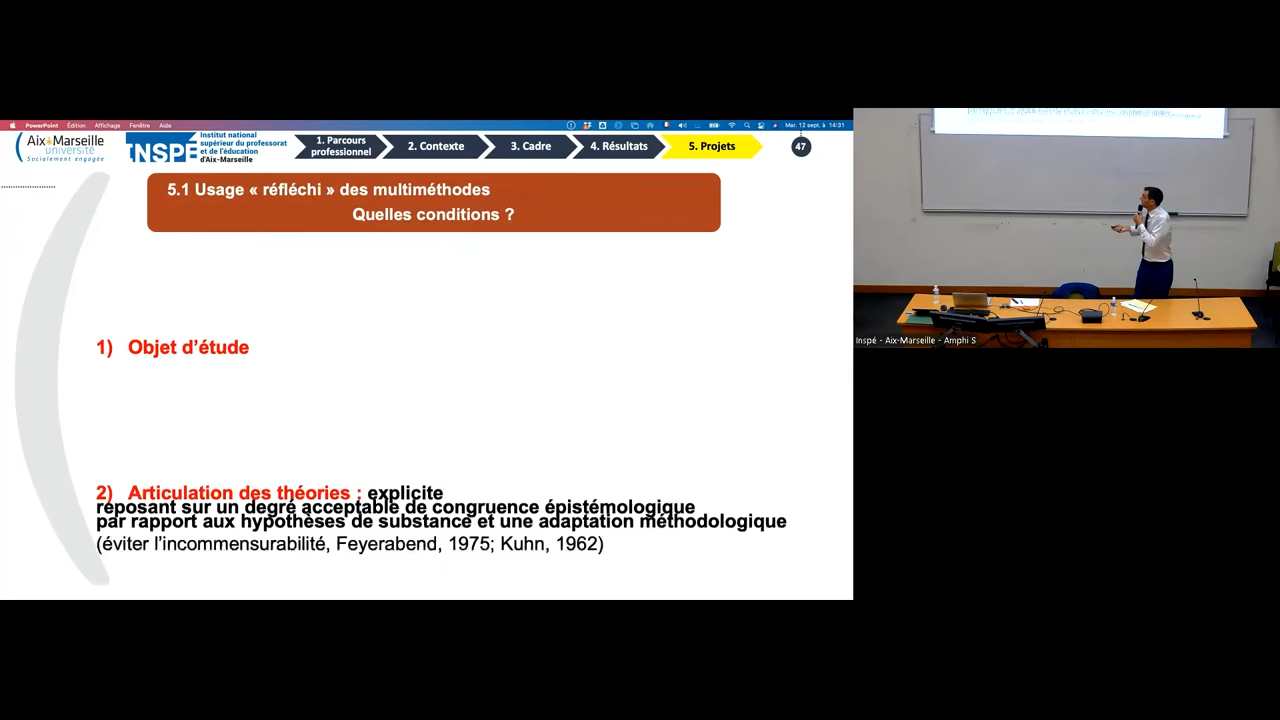 PowerPoint Édition Affichage Fenêtre Aide
Mar. 12 sept. à 14:31
Aix Marseille
université
Socialement engagée
INSPÉ
Institut national
supérieur du professorat
et de l'éducation
d'Aix-Marseille
1. Parcours
professionnel
2. Contexte
3. Cadre
4. Résultats
5. Projets
47
5.1 Usage « réfléchi » des multiméthodes
Quelles conditions ?
1) Objet d'étude
2) Articulation des théories : explicite
reposant sur un degré acceptable de congruence épistémologique
par rapport aux hypothèses de substance et une adaptation méthodologique
(éviter l'incommensurabilité, Feyerabend, 1975; Kuhn, 1962)
Inspé - Aix-Marseille - Amphi S